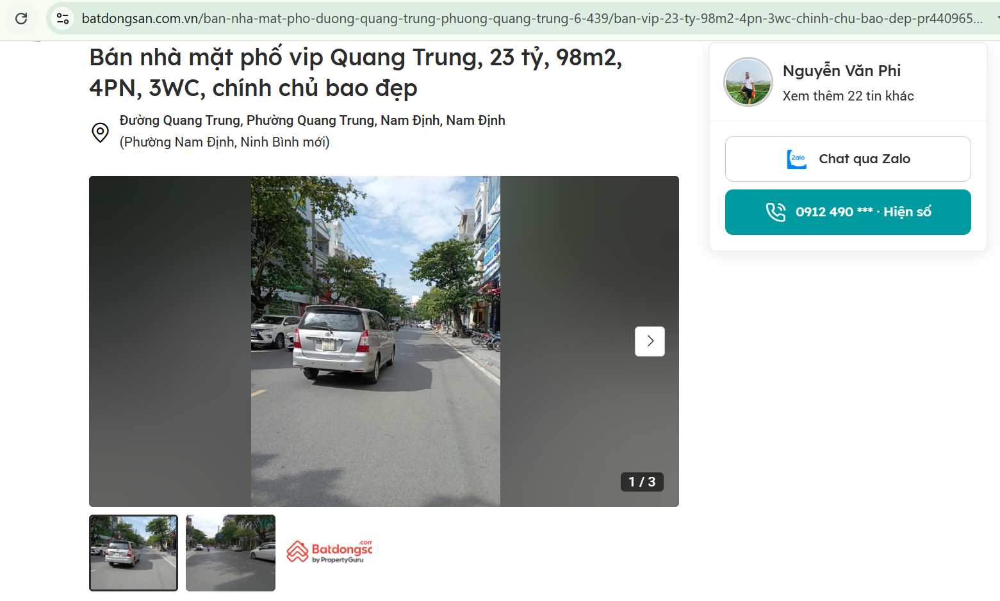 batdongsan.com.vn/ban-nha-mat-pho-duong-quang-trung-phuong-quang-trung-6-439/ban-vip-23-ty-98m2-4pn-3wc-chinh-chu-bao-dep-pr440965...
Bán nhà mặt phố vip Quang Trung, 23 tỷ, 98m2,
4PN, 3WC, chính chủ bao đẹp
Đường Quang Trung, Phường Quang Trung, Nam Định, Nam Định
(Phường Nam Định, Ninh Bình mới)
Nguyễn Văn Phi
Xem thêm 22 tin khác
Zalo Chat qua Zalo
0912 490 *** · Hiện số
1 / 3
Batdongsc .con
by PropertyGuru